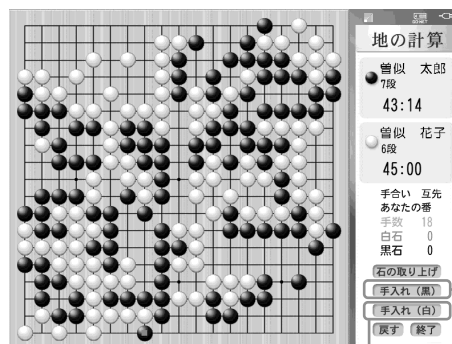 地の計算
曽似 太郎
7段
43:14
曽似 花子
6段
45:00
手合い 互先
あなたの番
手数 18
白石 0
黒石 0
石の取り上げ
手入れ（黒）
手入れ（白）
戻す 終了